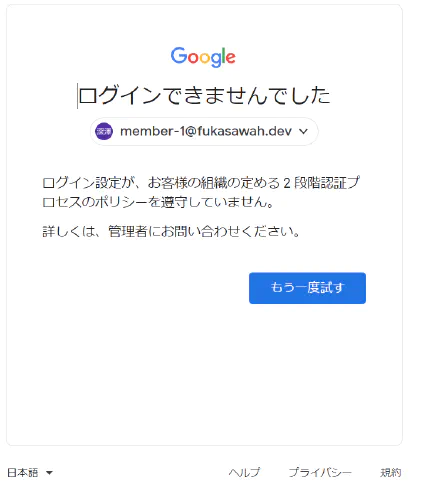 Google
ログインできませんでした
深澤 member-1@fukasawah.dev
ログイン設定が、お客様の組織の定める 2 段階認証プ
ロセスのポリシーを遵守していません。
詳しくは、管理者にお問い合わせください。
もう一度試す
日本語 ヘルプ プライバシー 規約